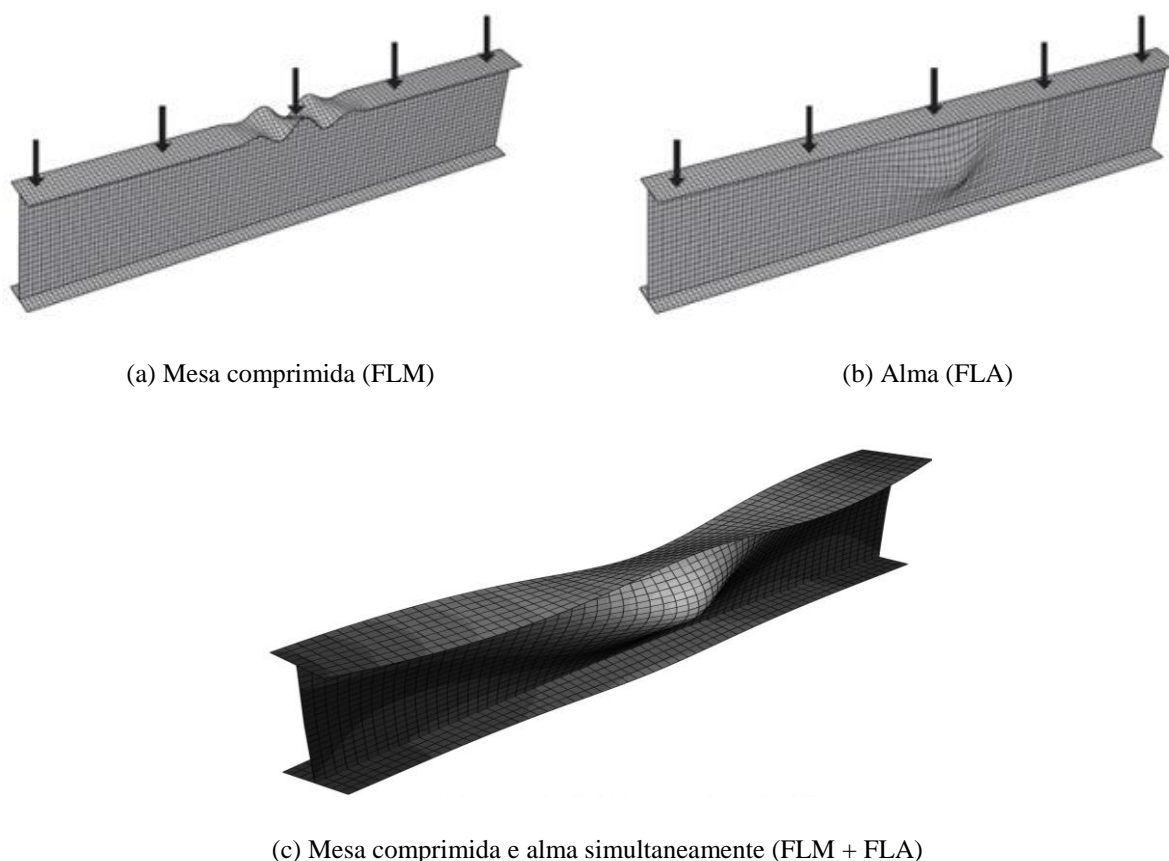 (a) Mesa comprimida (FLM)
(b) Alma (FLA)
(c) Mesa comprimida e alma simultaneamente (FLM + FLA)